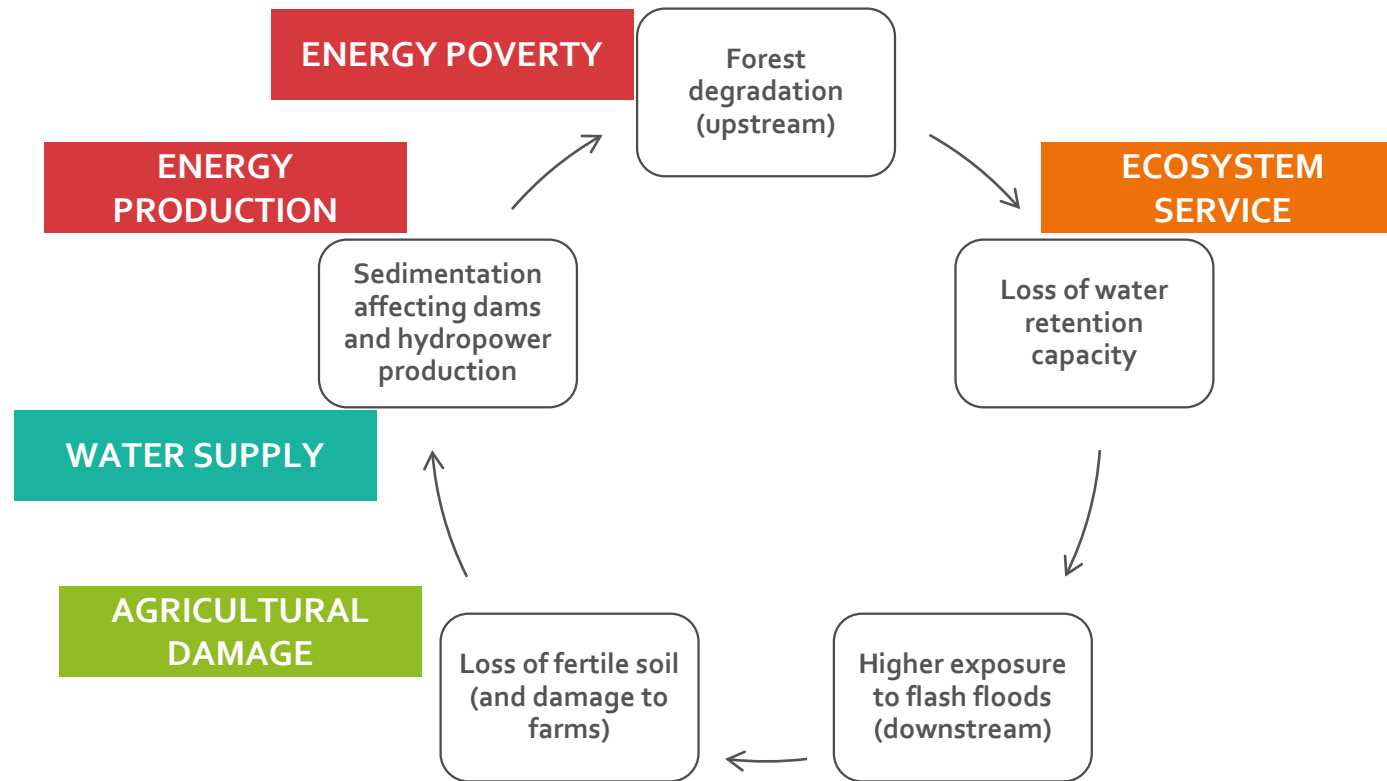 ENERGY POVERTY
Forest
degradation
(upstream)
ENERGY
PRODUCTION
ECOSYSTEM
SERVICE
Sedimentation
affecting dams
and hydropower
production
Loss of water
retention
capacity
WATER SUPPLY
AGRICULTURAL
DAMAGE
Loss of fertile soil
(and damage to
farms)
Higher exposure
to flash floods
(downstream)